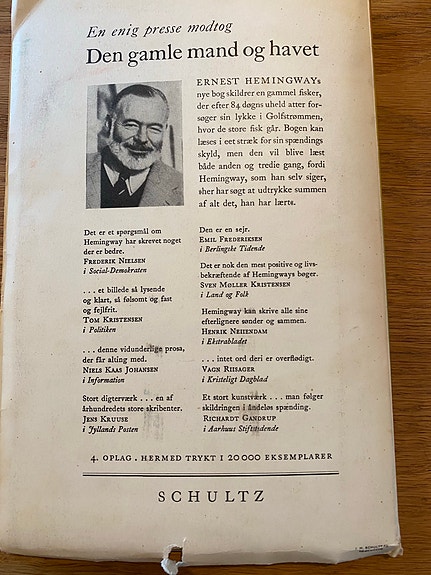 En enig presse modtog
Den gamle mand og havet
ERNEST HEMINGWAYs
nye bog skildrer en gammel fisker,
der efter 84 døgns uheld atter for-
søger sin lykke i Golfstrømmen,
hvor de store fisk går. Bogen kan
læses i eet stræk for sin spændings
skyld, men den vil blive læst
både anden og tredie gang, fordi
Hemingway, som han selv siger,
»her har søgt at udtrykke summen
af alt det, han har lært«.
Det er et spørgsmål om
Hemingway har skrevet noget
der er bedre.
FREDERIK NIELSEN
i Social-Demokraten
. . . et billede så lysende
og klart, så følsomt og fast
og fejlfrit.
TOM KRISTENSEN
i Politiken
. . . denne vidunderlige prosa,
der får alting med.
NIELS KAAS JOHANSEN
i Information
Stort digterværk . . . en af
århundredets store skribenter.
JENS KRUUSE
i Jyllands Posten
Den er en sejr.
EMIL FREDERIKSEN
i Berlingske Tidende
Det er nok den mest positive og livs-
bekræftende af Hemingways bøger.
SVEN MØLLER KRISTENSEN
i Land og Folk
Hemingway kan skrive alle sine
efterlignere sønder og sammen.
HENRIK NEIIENDAM
i Ekstrabladet
. . . intet ord deri er overflødigt.
VAGN RIISAGER
i Kristeligt Dagblad
Et stort kunstværk . . . man følger
skildringen i åndeløs spænding.
RICHARDT GANDRUP
i Aarhuus Stiftstidende
4. OPLAG . HERMED TRYKT I 20000 EKSEMPLARER
SCHULTZ
J. H. SCHULTZ